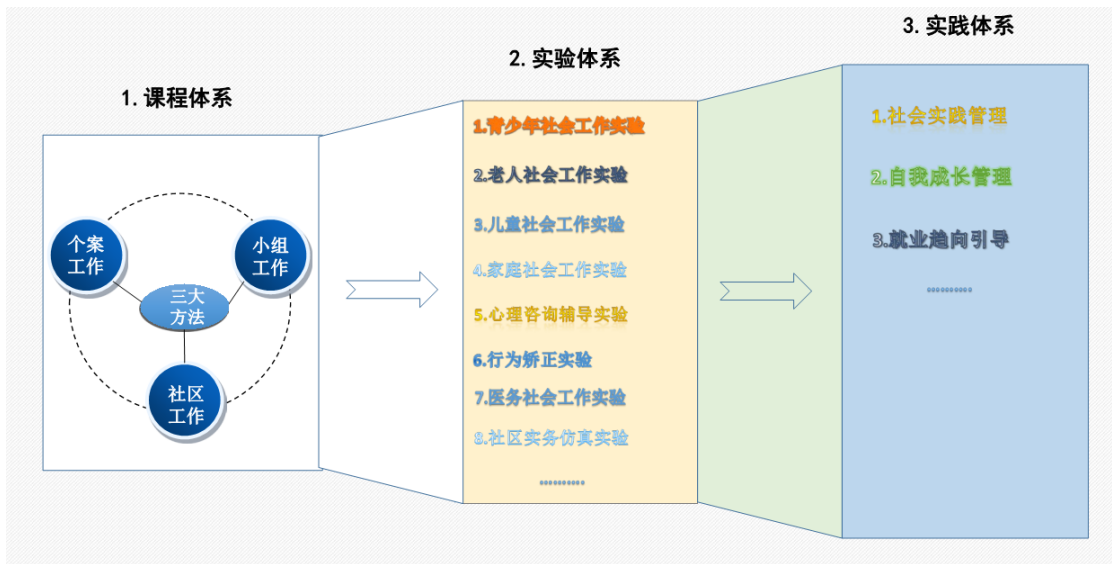 1.课程体系
个案
工作
小组
工作
三大
方法
社区
工作
2.实验体系
1.青少年社会工作实验
2.老人社会工作实验
3.儿童社会工作实验
4.家庭社会工作实验
5.心理咨询辅导实验
6.行为矫正实验
7.医务社会工作实验
8.社区实务仿真实验
..........
3.实践体系
1.社会实践管理
2.自我成长管理
3.就业趋向引导
..........